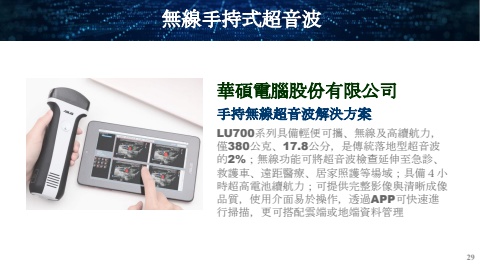 無線手持式超音波
華碩電腦股份有限公司
手持無線超音波解決方案
LU700系列具備輕便可攜、無線及高續航力，
僅380公克、17.8公分，是傳統落地型超音波
的2%；無線功能可將超音波檢查延伸至急診、
救護車、遠距醫療、居家照護等場域；具備 4 小
時超高電池續航力；可提供完整影像與清晰成像
品質，使用介面易於操作，透過APP可快速進
行掃描，更可搭配雲端或地端資料管理
29